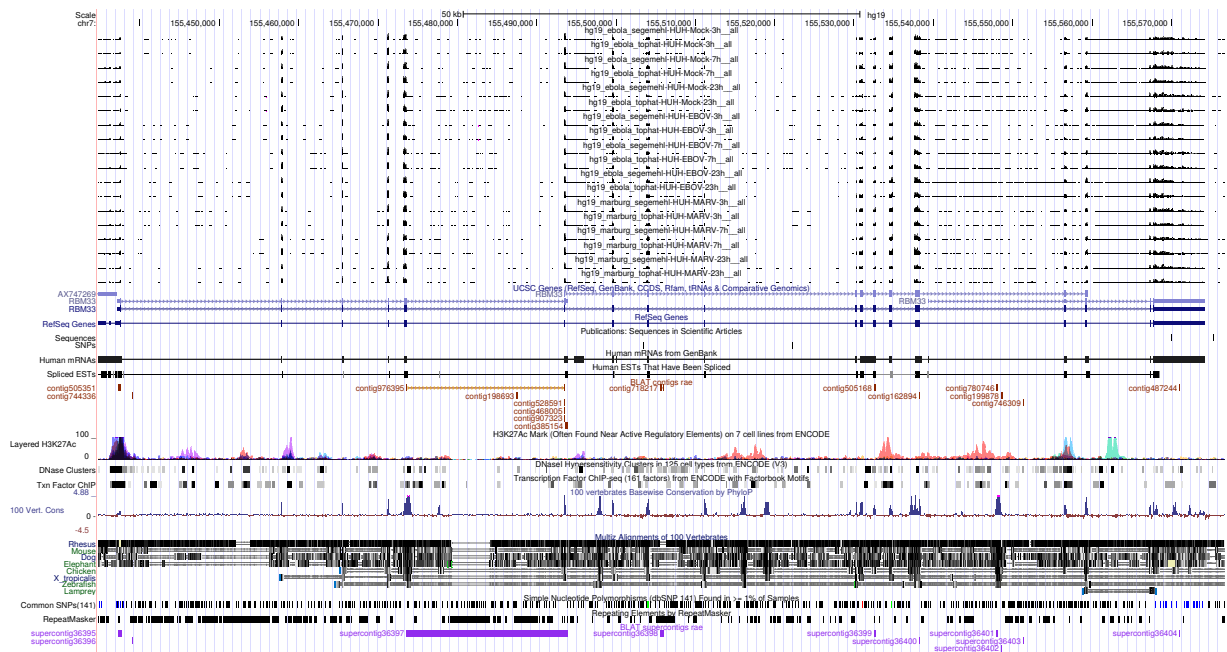 Scale 50 kb hg19
chr7: 155,450,000 155,460,000 155,470,000 155,480,000 155,490,000 155,500,000 155,510,000 155,520,000 155,530,000 155,540,000 155,550,000 155,560,000 155,570,000
hg19_ebola_segemehl-HUH-Mock-3h__all
hg19_ebola_tophat-HUH-Mock-3h__all
hg19_ebola_segemehl-HUH-Mock-7h__all
hg19_ebola_tophat-HUH-Mock-7h__all
hg19_ebola_segemehl-HUH-Mock-23h__all
hg19_ebola_tophat-HUH-Mock-23h__all
hg19_ebola_segemehl-HUH-EBOV-3h__all
hg19_ebola_tophat-HUH-EBOV-3h__all
hg19_ebola_segemehl-HUH-EBOV-7h__all
hg19_ebola_tophat-HUH-EBOV-7h__all
hg19_ebola_segemehl-HUH-EBOV-23h__all
hg19_ebola_tophat-HUH-EBOV-23h__all
hg19_marburg_segemehl-HUH-MARV-3h__all
hg19_marburg_tophat-HUH-MARV-3h__all
hg19_marburg_segemehl-HUH-MARV-7h__all
hg19_marburg_tophat-HUH-MARV-7h__all
hg19_marburg_segemehl-HUH-MARV-23h__all
hg19_marburg_tophat-HUH-MARV-23h__all
UCSC Genes (RefSeq, GenBank, CCDS, Rfam, tRNAs & Comparative Genomics)
AX747269 RBM33
RBM33 RBM33
RBM33
RefSeq Genes
RefSeq Genes
Publications: Sequences in Scientific Articles
Sequences
SNPs
Human mRNAs from GenBank
Human mRNAs
Human ESTs That Have Been Spliced
Spliced ESTs
BLAT contigs rae
contig505351 contig976395 contig718217 contig505168 contig780746 contig487244
contig744336 contig198693 contig162894 contig199878
contig528591 contig746309
contig468005
contig907323
contig385154
H3K27Ac Mark (Often Found Near Active Regulatory Elements) on 7 cell lines from ENCODE
100
Layered H3K27Ac
0
DNaseI Hypersensitivity Clusters in 125 cell types from ENCODE (V3)
DNase Clusters
Transcription Factor ChIP-seq (161 factors) from ENCODE with Factorbook Motifs
Txn Factor ChIP
100 vertebrates Basewise Conservation by PhyloP
4.88
100 Vert. Cons
0
-4.5
Multiz Alignments of 100 Vertebrates
Rhesus
Mouse
Dog
Elephant
Chicken
X_tropicalis
Zebrafish
Lamprey
Simple Nucleotide Polymorphisms (dbSNP 141) Found in >= 1% of Samples
Common SNPs(141)
Repeating Elements by RepeatMasker
RepeatMasker
BLAT supercontigs rae
supercontig36395 supercontig36397 supercontig36398 supercontig36399 supercontig36401 supercontig36404
supercontig36396 supercontig36400 supercontig36403
supercontig36402